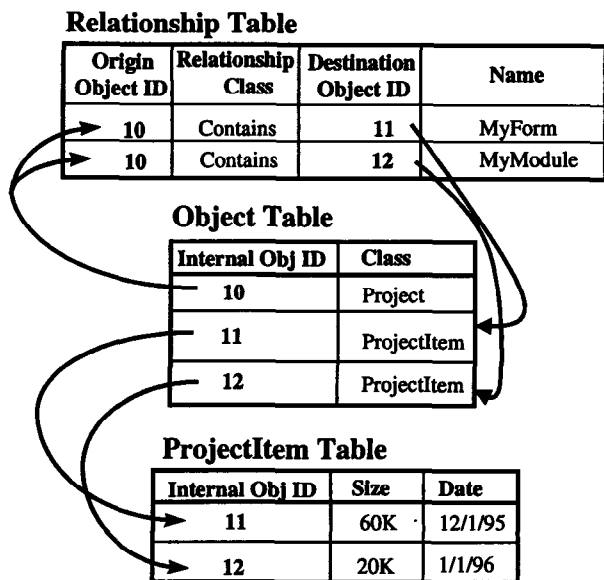 Relationship Table
Origin Object ID Relationship Class Destination Object ID Name
10 Contains 11 MyForm
10 Contains 12 MyModule
Object Table
Internal Obj ID Class
10 Project
11 ProjectItem
12 ProjectItem
ProjectItem Table
Internal Obj ID Size Date
11 60K 12/1/95
12 20K 1/1/96